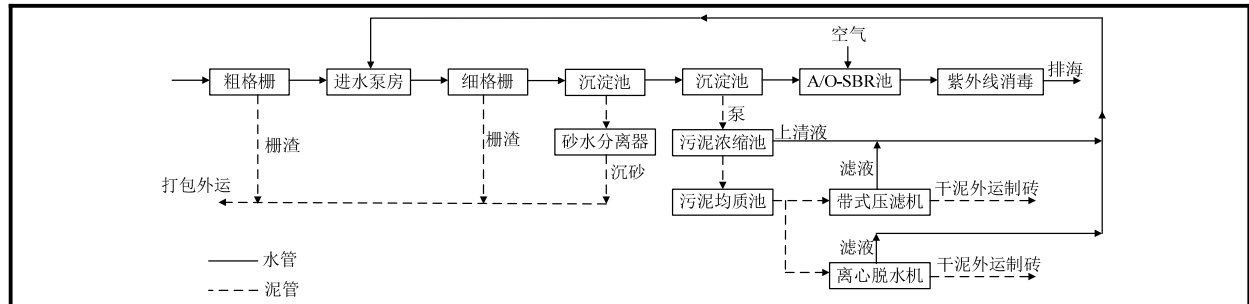 空气
粗格栅
进水泵房
细格栅
沉淀池
沉淀池
A/O-SBR池
紫外线消毒
排海
泵
栅渣
栅渣
砂水分离器
污泥浓缩池
上清液
沉砂
滤液
打包外运
污泥均质池
带式压滤机
干泥外运制砖
滤液
水管
离心脱水机
干泥外运制砖
泥管